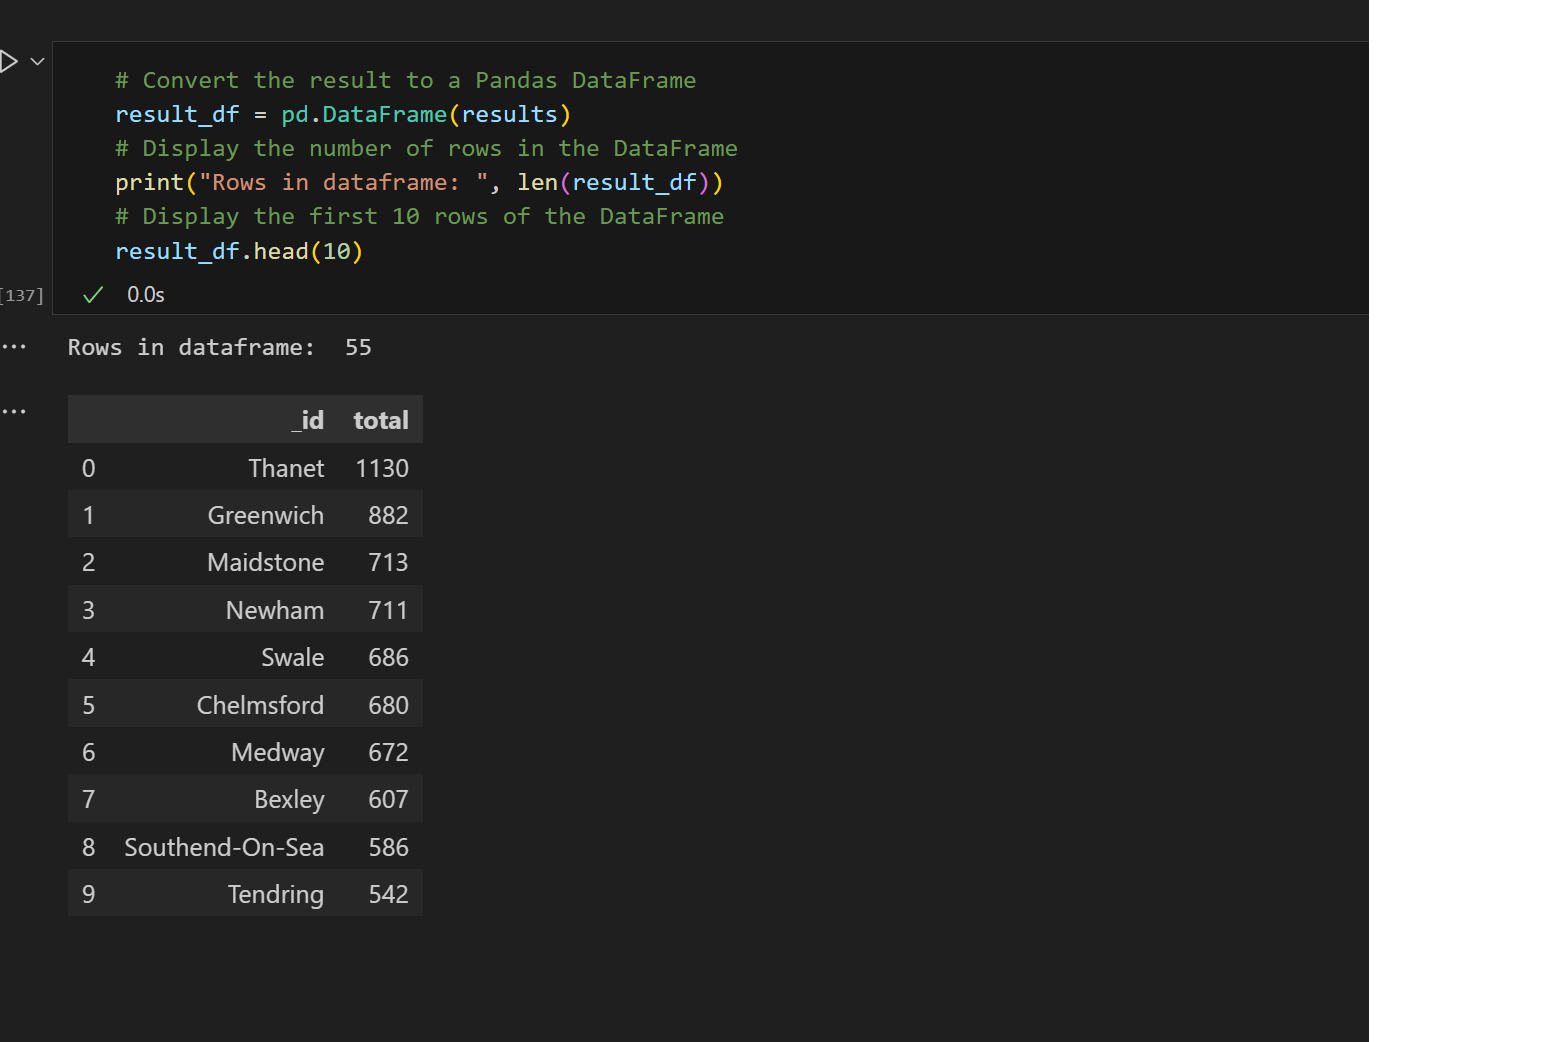 # Convert the result to a Pandas DataFrame
result_df = pd.DataFrame(results)
# Display the number of rows in the DataFrame
print("Rows in dataframe: ", len(result_df))
# Display the first 10 rows of the DataFrame
result_df.head(10)
[137] 0.0s
Rows in dataframe:  55
_id total
0 Thanet 1130
1 Greenwich 882
2 Maidstone 713
3 Newham 711
4 Swale 686
5 Chelmsford 680
6 Medway 672
7 Bexley 607
8 Southend-On-Sea 586
9 Tendring 542